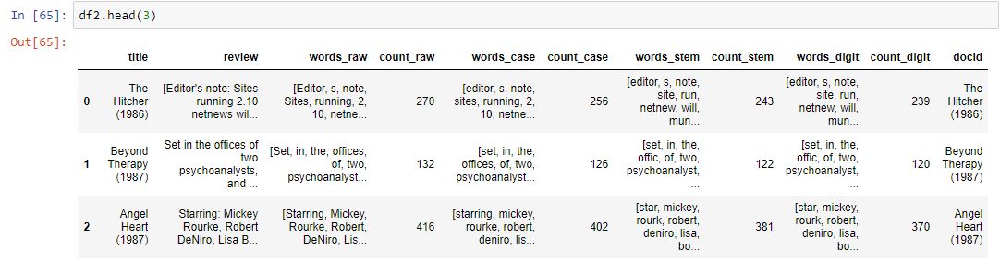 In [65]: df2.head(3)
Out[65]:
title review words_raw count_raw words_case count_case words_stem count_stem words_digit count_digit docid
0 The Hitcher (1986) [Editor's note: Sites running 2.10 netnews wil... [Editor, s, note, Sites, running, 2, 10, netne... 270 [editor, s, note, sites, running, 2, 10, netne... 256 [editor, s, note, site, run, netnew, will, mun... 243 [editor, s, note, site, run, netnew, will, mun... 239 The Hitcher (1986)
1 Beyond Therapy (1987) Set in the offices of two psychoanalysts, and ... [Set, in, the, offices, of, two, psychoanalyst... 132 [set, in, the, offices, of, two, psychoanalyst... 126 [set, in, the, offic, of, two, psychoanalyst, ... 122 [set, in, the, offic, of, two, psychoanalyst, ... 120 Beyond Therapy (1987)
2 Angel Heart (1987) Starring: Mickey Rourke, Robert DeNiro, Lisa B... [Starring, Mickey, Rourke, Robert, DeNiro, Lis... 416 [starring, mickey, rourke, robert, deniro, lis... 402 [star, mickey, rourk, robert, deniro, lisa, bo... 381 [star, mickey, rourk, robert, deniro, lisa, bo... 370 Angel Heart (1987)